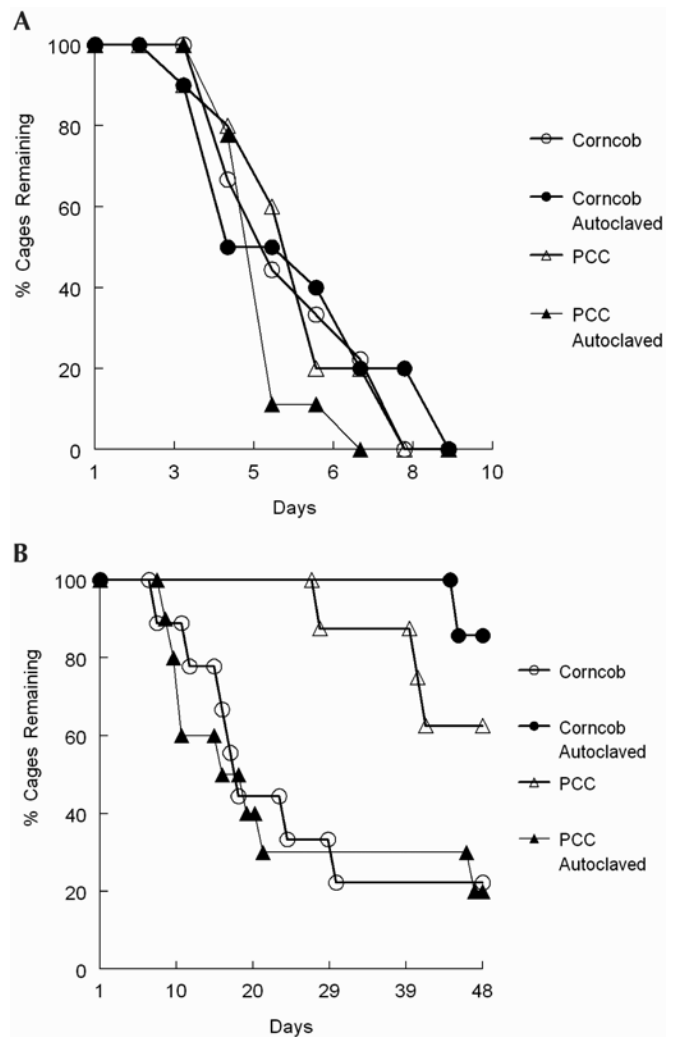 A
100
80
60
40
20
0
% Cages Remaining
1 3 5 6 8 10
Days
Corncob
Corncob
Autoclaved
PCC
PCC
Autoclaved
B
100
80
60
40
20
0
% Cages Remaining
1 10 20 29 39 48
Days
Corncob
Corncob
Autoclaved
PCC
PCC
Autoclaved